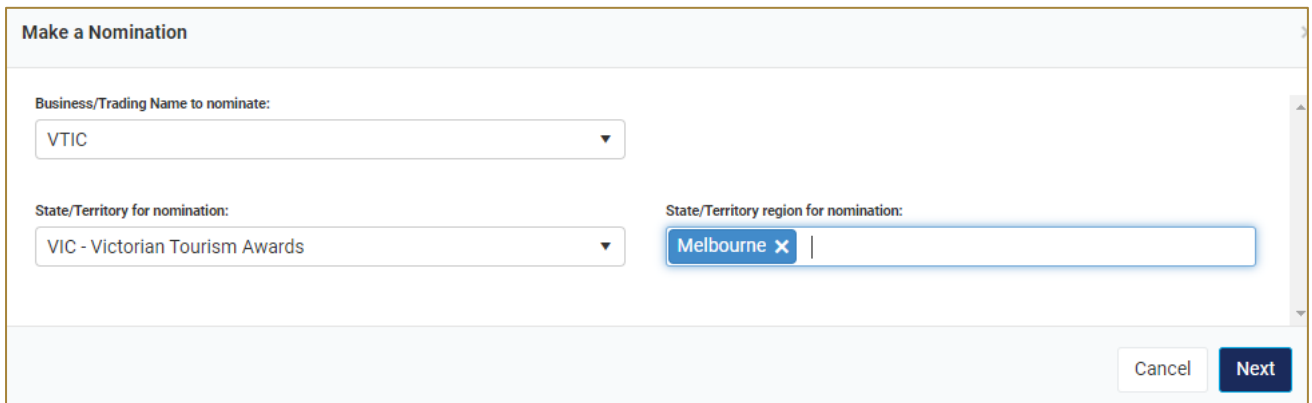 Make a Nomination
Business/Trading Name to nominate:
VTIC
State/Territory for nomination:
State/Territory region for nomination:
VIC - Victorian Tourism Awards
Melbourne
Cancel
Next